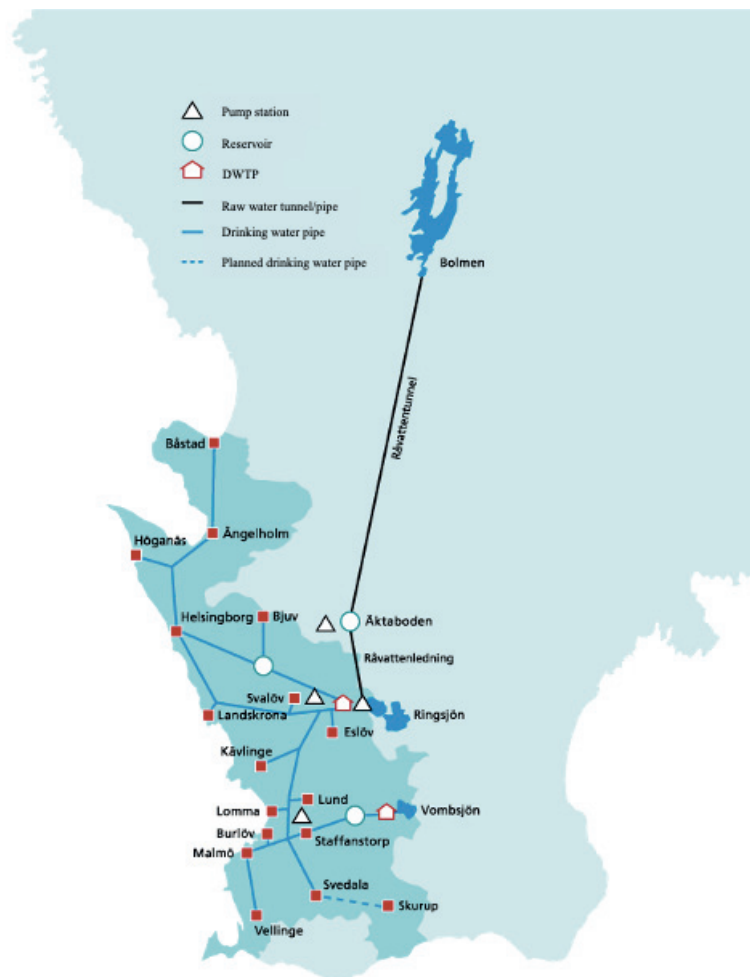 Pump station
Reservoir
DWTP
Raw water tunnel/pipe
Drinking water pipe
Planned drinking water pipe
Bolmen
Råvattentunnel
Båstad
Ängelholm
Höganäs
Helsingborg
Bjuv
Äktaboden
Råvattenledning
Svalöv
Landskrona
Ringsjön
Eslöv
Kävlinge
Lund
Lomma
Vombsjön
Burlöv
Staffanstorp
Malmö
Svedala
Skurup
Vellinge